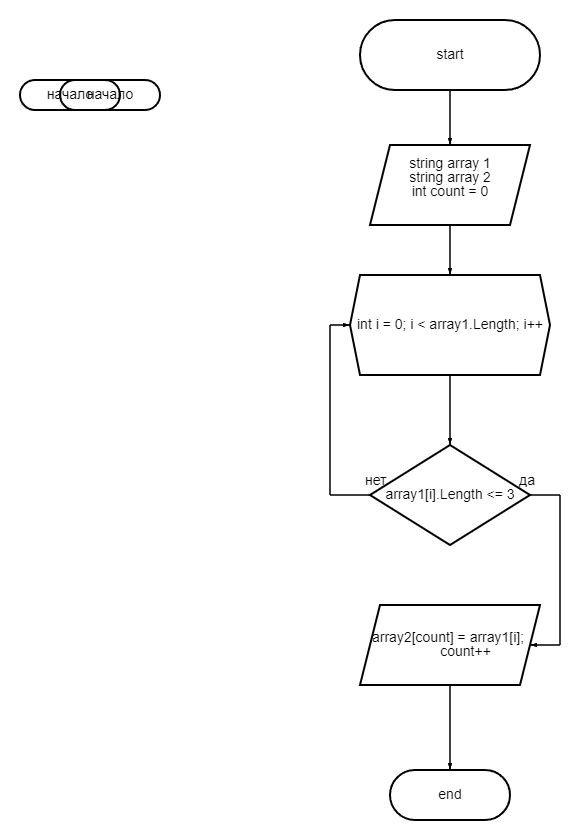 start
начало
начало
string array 1
string array 2
int count = 0
int i = 0; i < array1.Length; i++
нет
да
array1[i].Length <= 3
array2[count] = array1[i];
count++
end